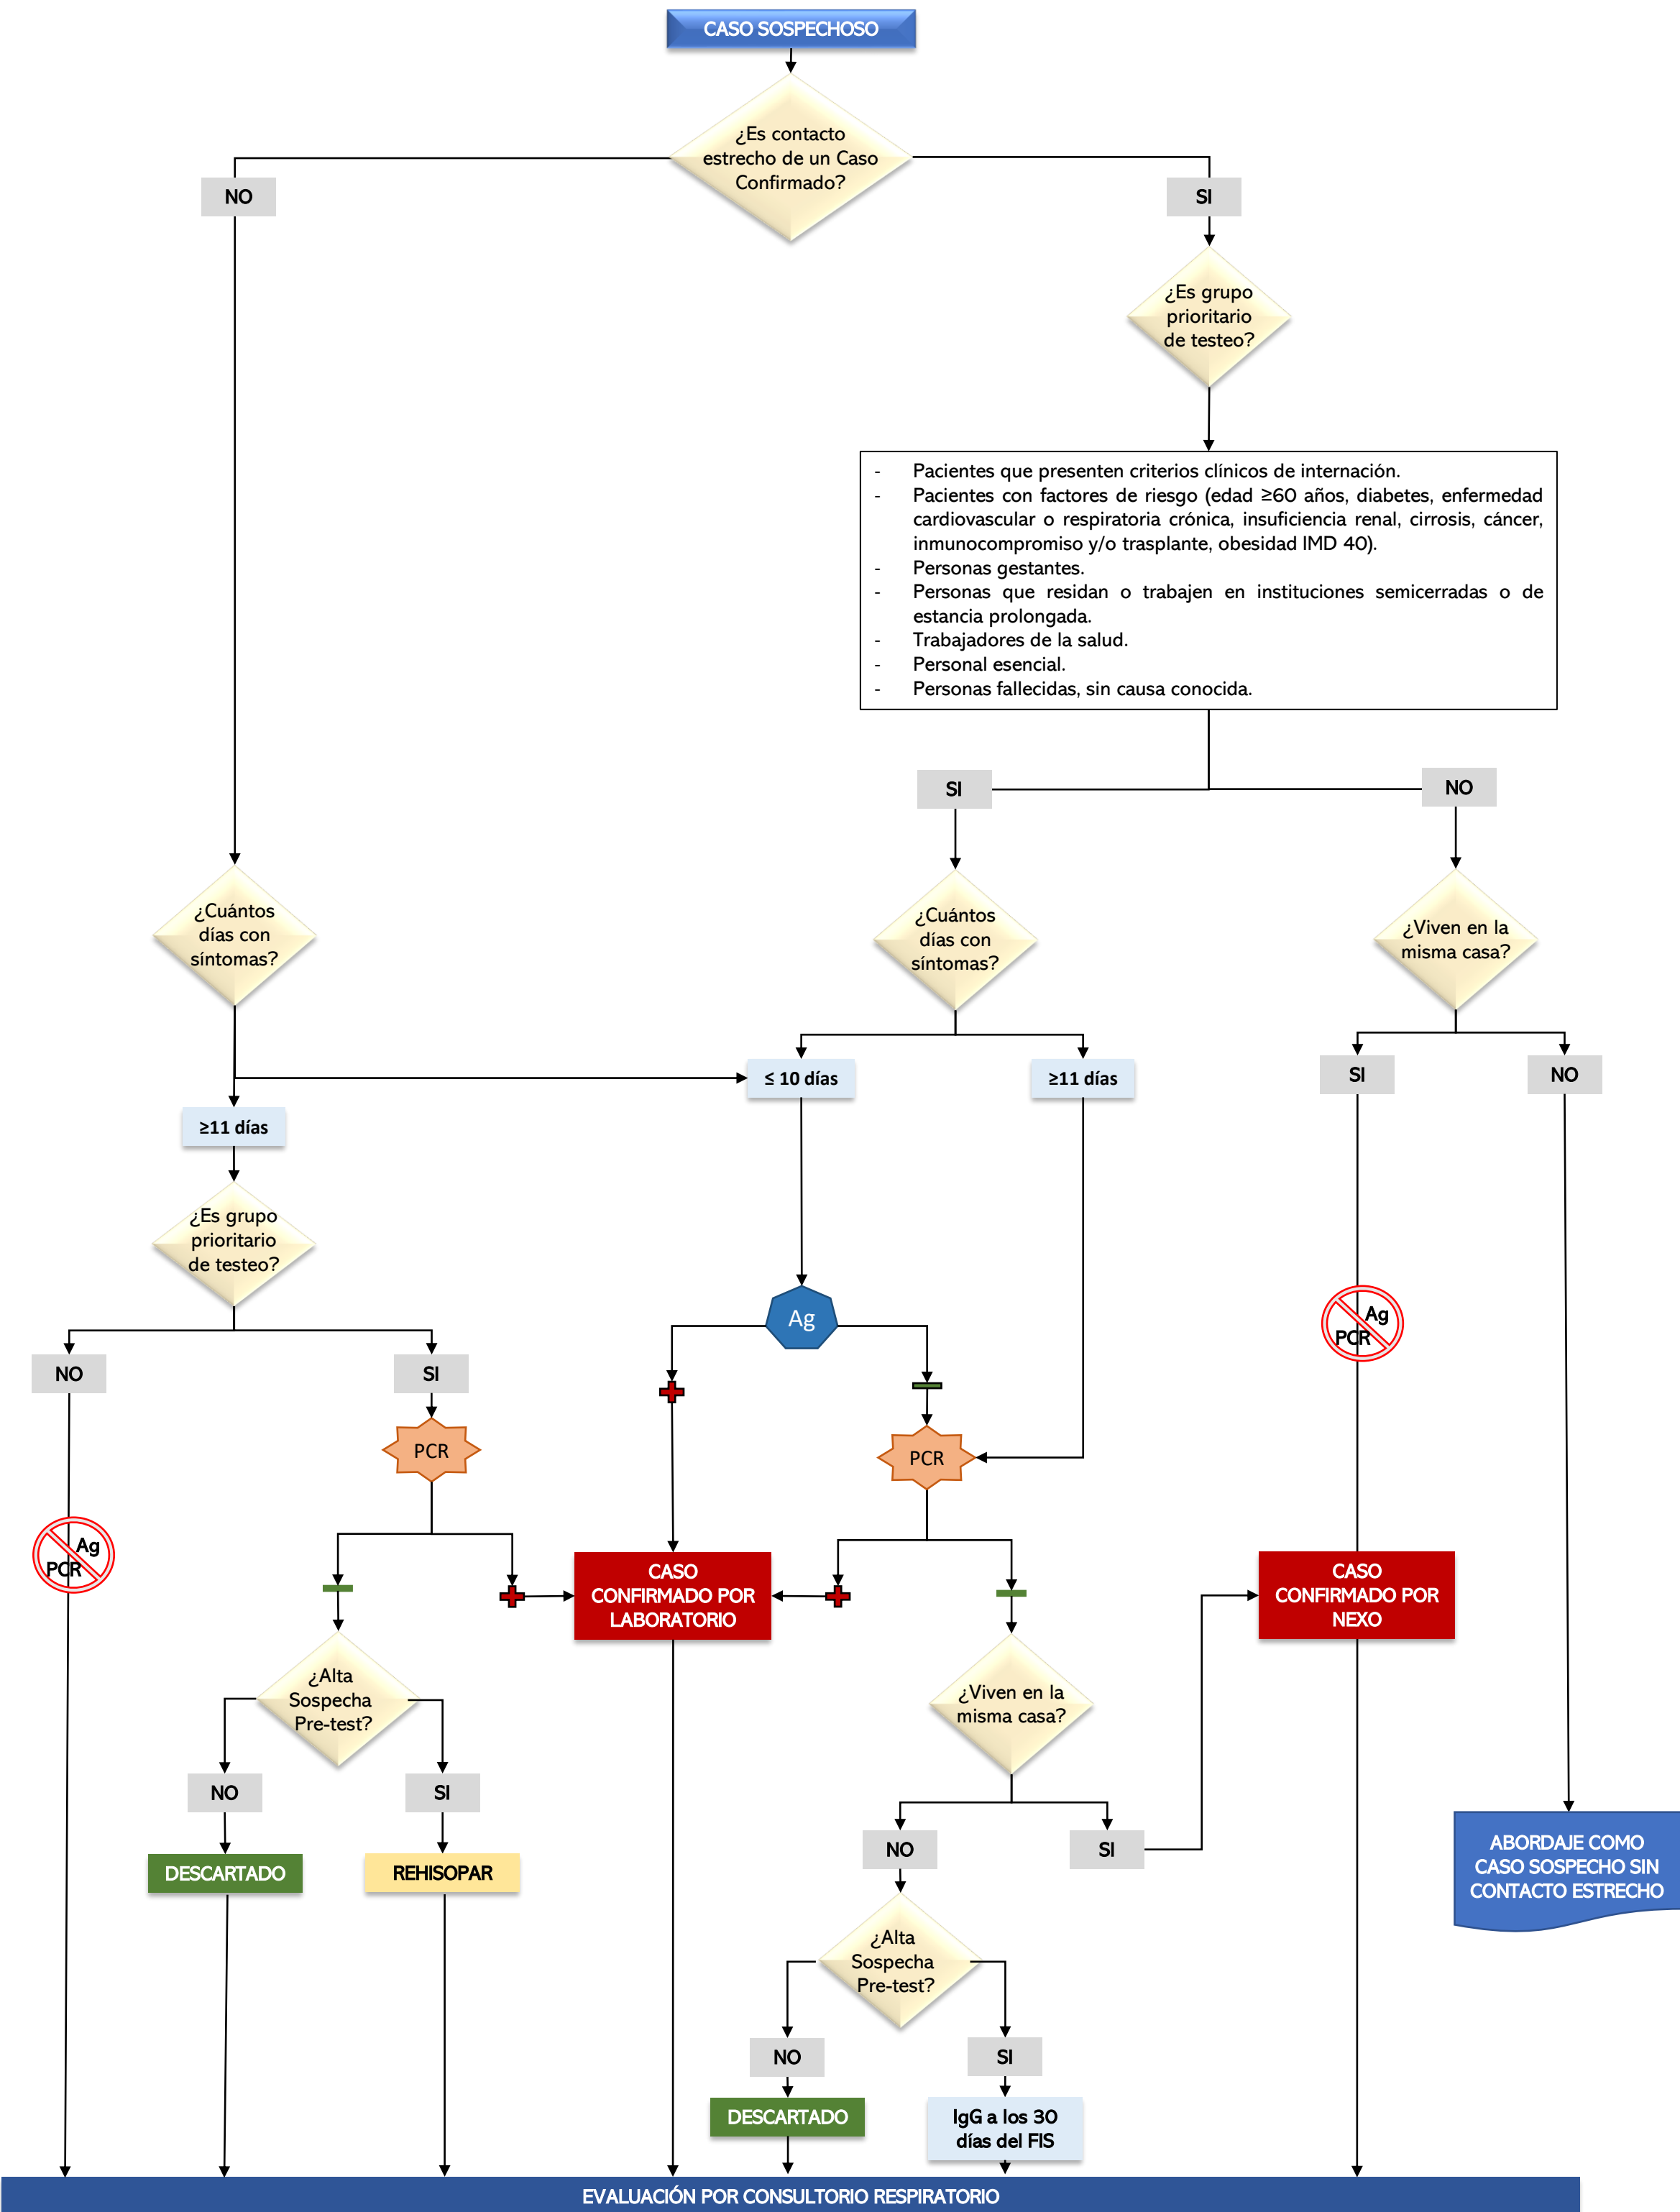 CASO SOSPECHOSO
¿Es contacto
estrecho de un Caso
Confirmado?
NO
SI
¿Es grupo
prioritario
de testeo?
- Pacientes que presenten criterios clínicos de internación.
- Pacientes con factores de riesgo (edad ≥60 años, diabetes, enfermedad
cardiovascular o respiratoria crónica, insuficiencia renal, cirrosis, cáncer,
inmunocompromiso y/o trasplante, obesidad IMD 40).
- Personas gestantes.
- Personas que residan o trabajen en instituciones semicerradas o de
estancia prolongada.
- Trabajadores de la salud.
- Personal esencial.
- Personas fallecidas, sin causa conocida.
SI
NO
¿Cuántos
días con
síntomas?
¿Cuántos
días con
síntomas?
¿Viven en la
misma casa?
≤ 10 días
≥11 días
SI
NO
≥11 días
¿Es grupo
prioritario
de testeo?
Ag
Ag
PCR
NO
SI
PCR
PCR
Ag
PCR
CASO
CONFIRMADO POR
LABORATORIO
CASO
CONFIRMADO POR
NEXO
¿Alta
Sospecha
Pre-test?
¿Viven en la
misma casa?
NO
SI
NO
SI
DESCARTADO
REHISOPAR
ABORDAJE COMO
CASO SOSPECHO SIN
CONTACTO ESTRECHO
¿Alta
Sospecha
Pre-test?
NO
SI
DESCARTADO
IgG a los 30
días del FIS
EVALUACIÓN POR CONSULTORIO RESPIRATORIO